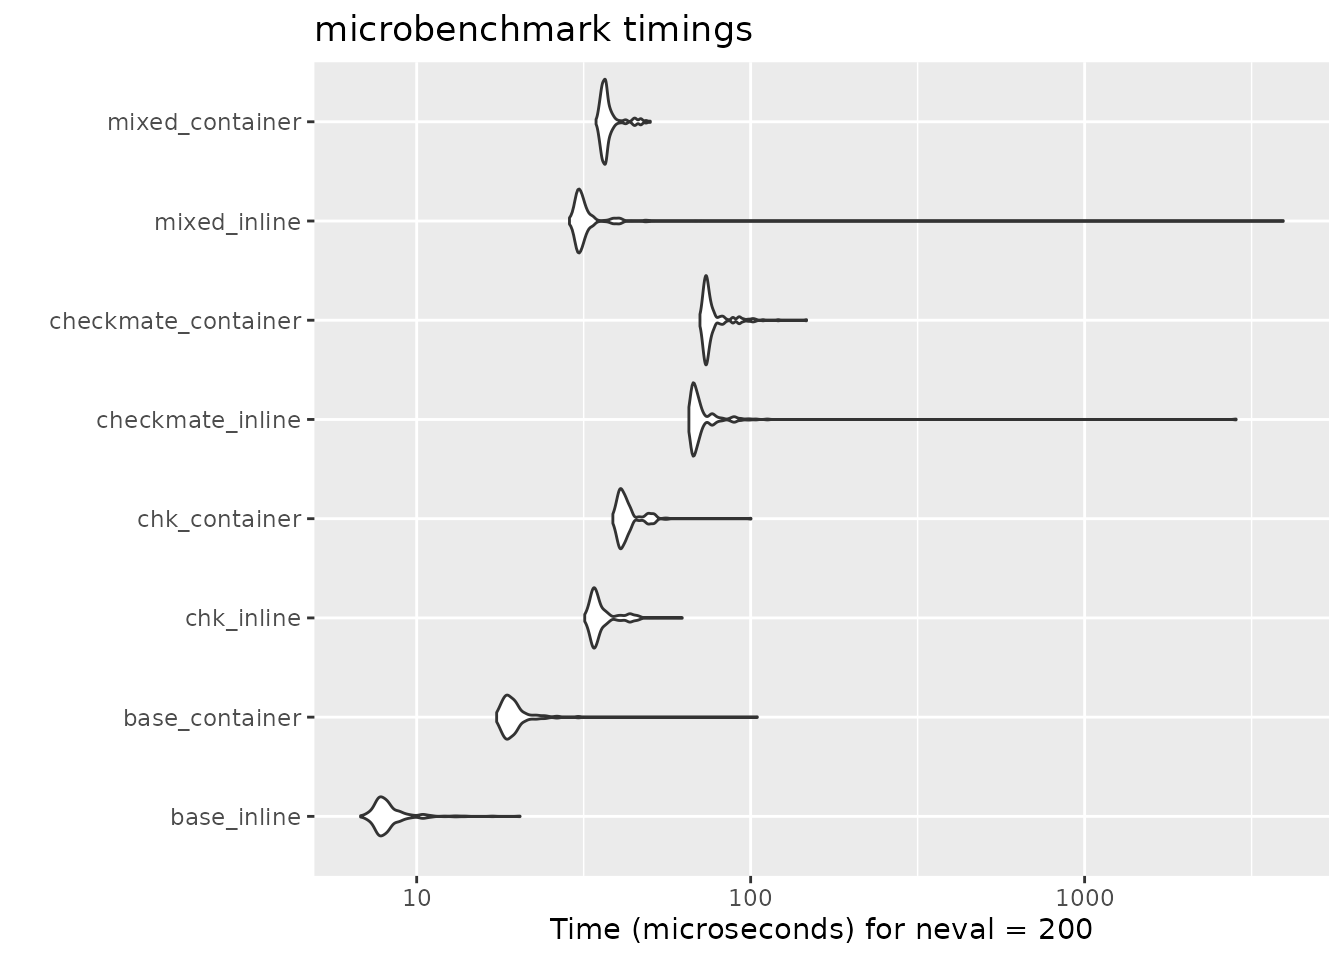 microbenchmark timings
mixed_container
mixed_inline
checkmate_container
checkmate_inline
chk_container
chk_inline
base_container
base_inline
10 100 1000
Time (microseconds) for neval = 200